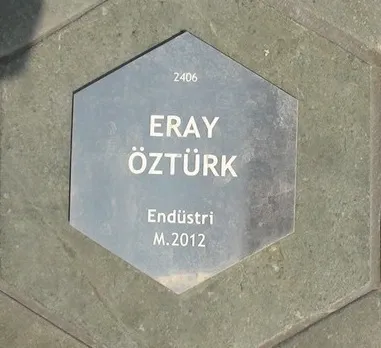 2406
ERAY
ÖZTÜRK
Endüstri
M.2012